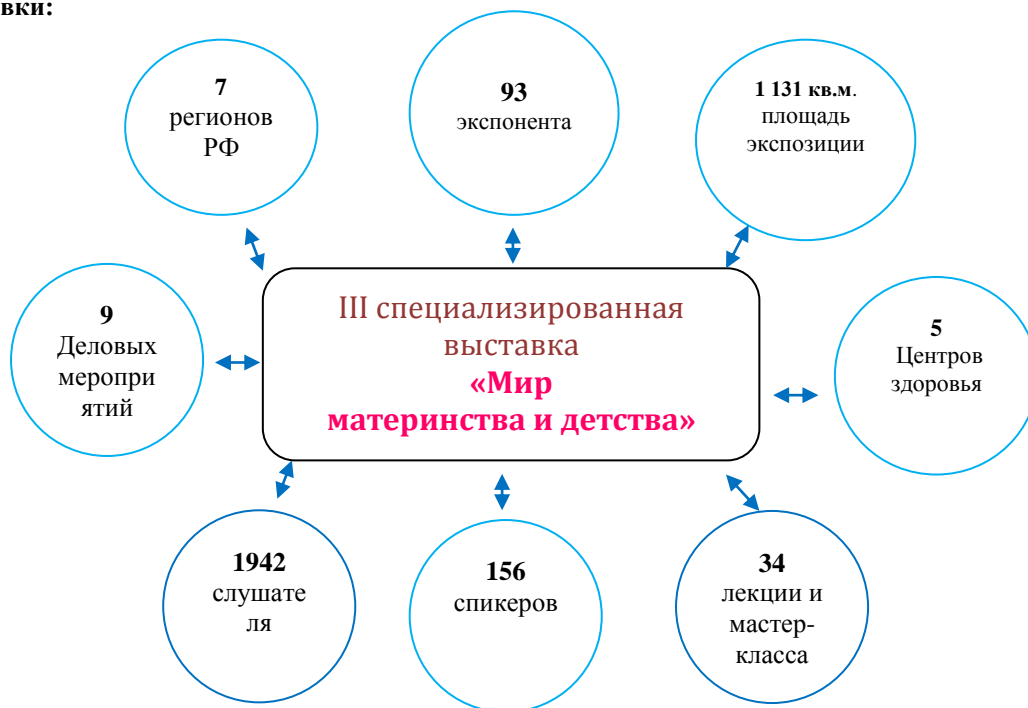 вки:
7
регионов
РФ
93
экспонента
1 131 кв.м.
площадь
экспозиции
9
Деловых
меропри
ятий
III специализированная
выставка
«Мир
материнства и детства»
5
Центров
здоровья
1942
слушате
ля
156
спикеров
34
лекции и
мастер-
класса